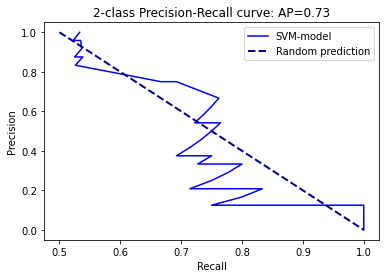 2-class Precision-Recall curve: AP=0.73
SVM-model
Random prediction
Precision
1.0
0.8
0.6
0.4
0.2
0.0
0.5 0.6 0.7 0.8 0.9 1.0
Recall